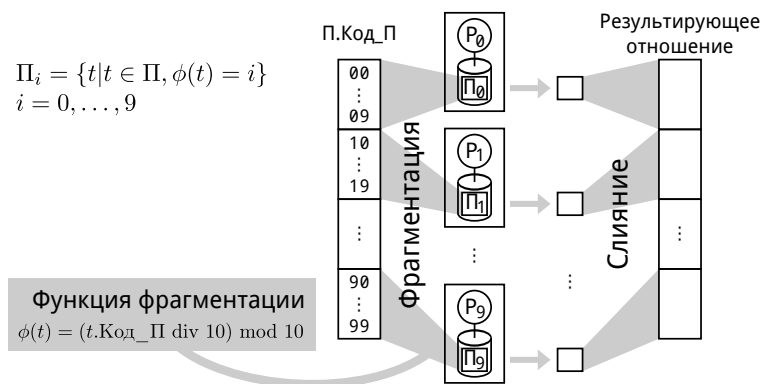 П.Код_П
Результирующее
отношение
Π_i = {t|t ∈ Π, ϕ(t) = i}
i = 0, . . . , 9
00
⋮
09
10
⋮
19
⋮
90
⋮
99
Фрагментация
P₀
П₀
P₁
П₁
⋮
P₉
П₉
⋮
Слияние
⋮
Функция фрагментации
ϕ(t) = (t.Код_П div 10) mod 10